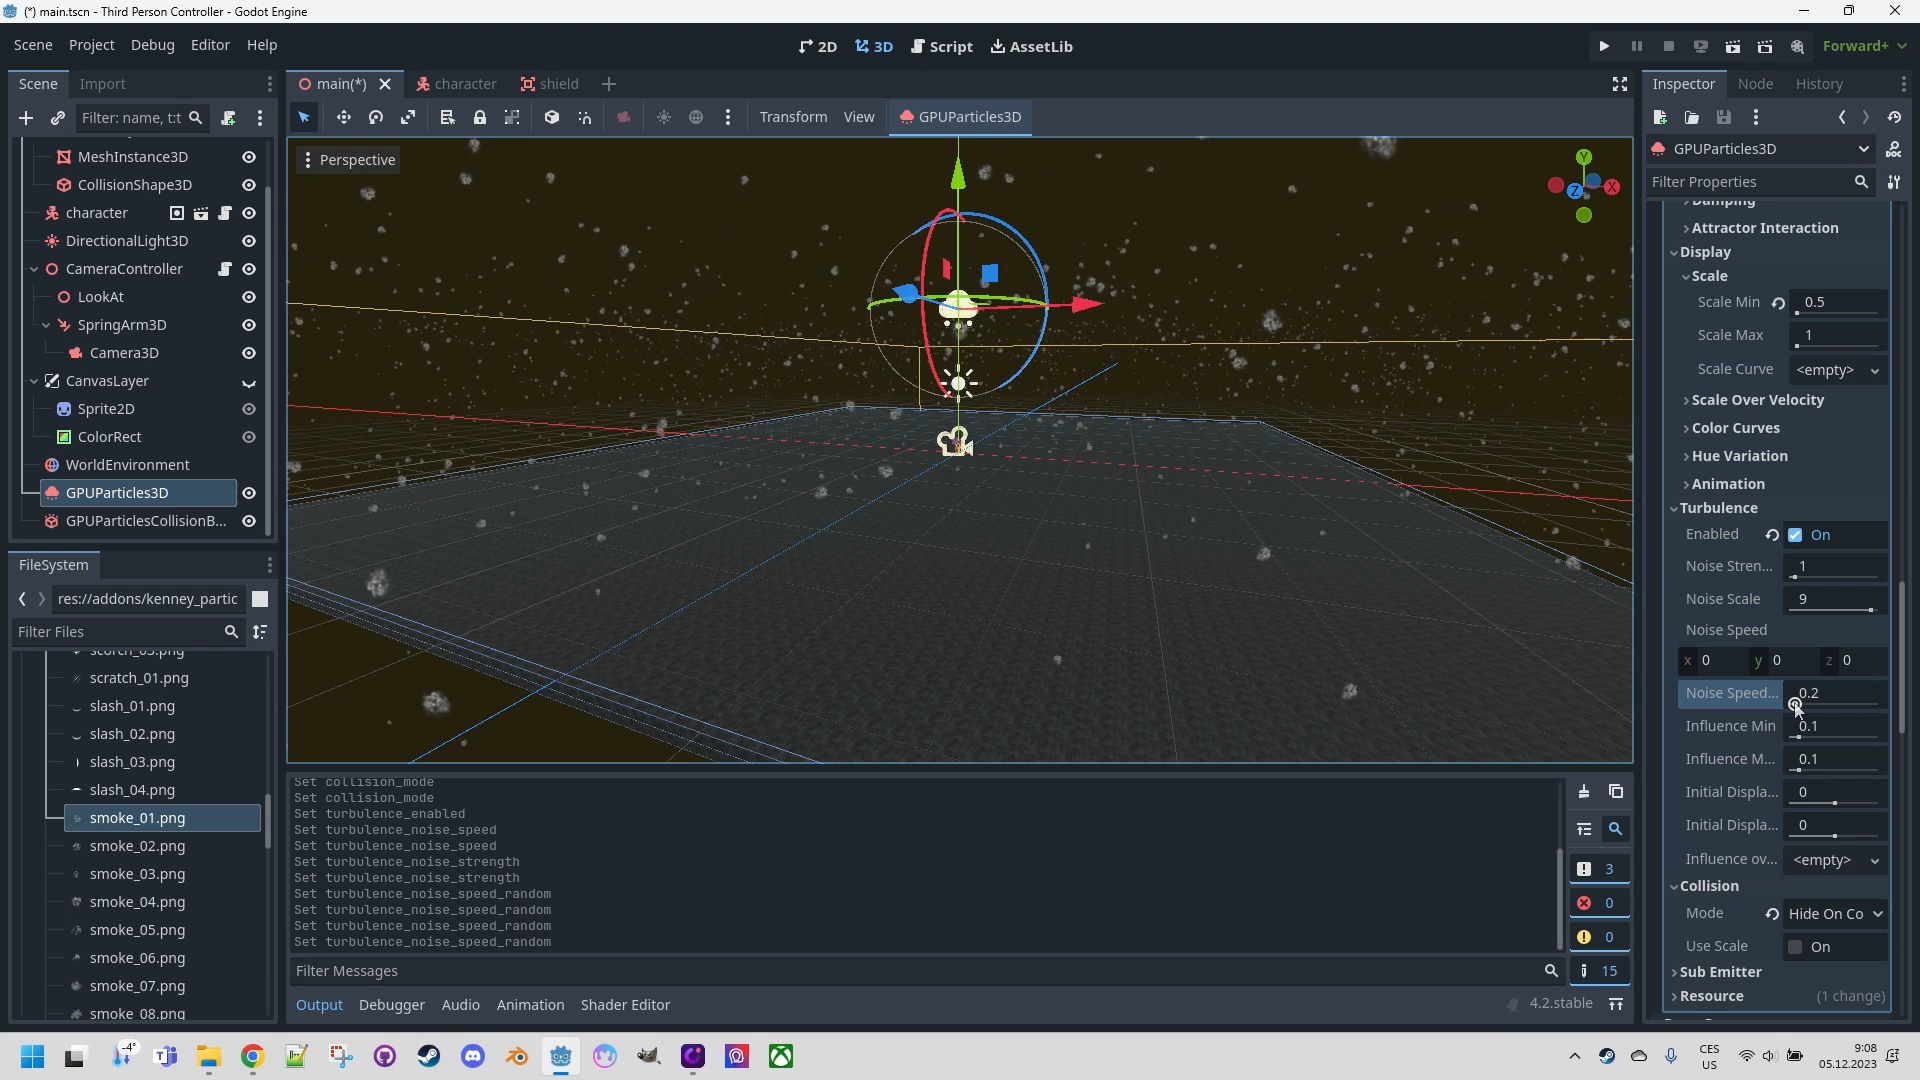 (*) main.tscn - Third Person Controller - Godot Engine
Scene Project Debug Editor Help
2D 3D Script AssetLib
Forward+
Scene Import
main(*) character shield
Inspector Node History
Filter: name, t:t
Transform View GPUParticles3D
Perspective
Y
X
Z
MeshInstance3D
CollisionShape3D
character
DirectionalLight3D
CameraController
LookAt
SpringArm3D
Camera3D
CanvasLayer
Sprite2D
ColorRect
WorldEnvironment
GPUParticles3D
GPUParticlesCollisionB...
FileSystem
res://addons/kenney_partic
Filter Files
scorch_03.png
scratch_01.png
slash_01.png
slash_02.png
slash_03.png
slash_04.png
smoke_01.png
smoke_02.png
smoke_03.png
smoke_04.png
smoke_05.png
smoke_06.png
smoke_07.png
smoke_08.png
Set collision_mode
Set collision_mode
Set turbulence_enabled
Set turbulence_noise_speed
Set turbulence_noise_speed
Set turbulence_noise_strength
Set turbulence_noise_strength
Set turbulence_noise_speed_random
Set turbulence_noise_speed_random
Set turbulence_noise_speed_random
Set turbulence_noise_speed_random
3
0
0
15
Filter Messages
Output Debugger Audio Animation Shader Editor
4.2.stable
GPUParticles3D
DOC
Filter Properties
Damping
Attractor Interaction
Display
Scale
Scale Min 0.5
Scale Max 1
Scale Curve <empty>
Scale Over Velocity
Color Curves
Hue Variation
Animation
Turbulence
Enabled On
Noise Stren... 1
Noise Scale 9
Noise Speed
x 0 y 0 z 0
Noise Speed... 0.2
Influence Min 0.1
Influence M... 0.1
Initial Displa... 0
Initial Displa... 0
Influence ov... <empty>
Collision
Mode Hide On Co
Use Scale On
Sub Emitter
Resource (1 change)
-4°
CES
US
9:08
05.12.2023